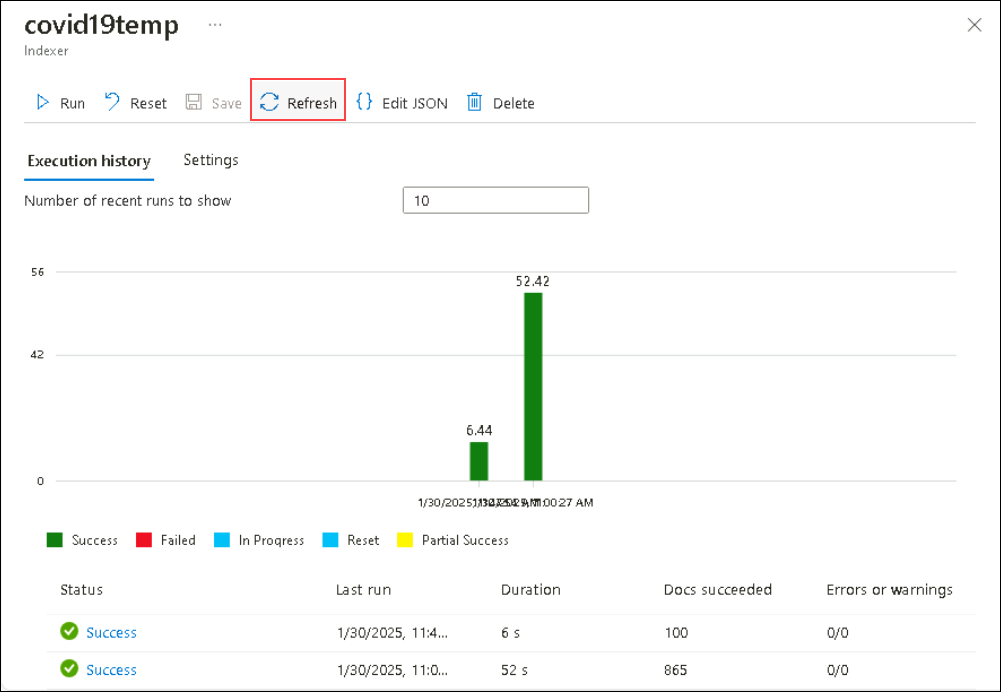 covid19temp ...
Indexer
Run Reset Save Refresh {} Edit JSON Delete
Execution history Settings
Number of recent runs to show 10
56
52.42
42
6.44
0
1/30/2025, 11:00:27 AM
Success Failed In Progress Reset Partial Success
Status Last run Duration Docs succeeded Errors or warnings
Success 1/30/2025, 11:4... 6 s 100 0/0
Success 1/30/2025, 11:0... 52 s 865 0/0